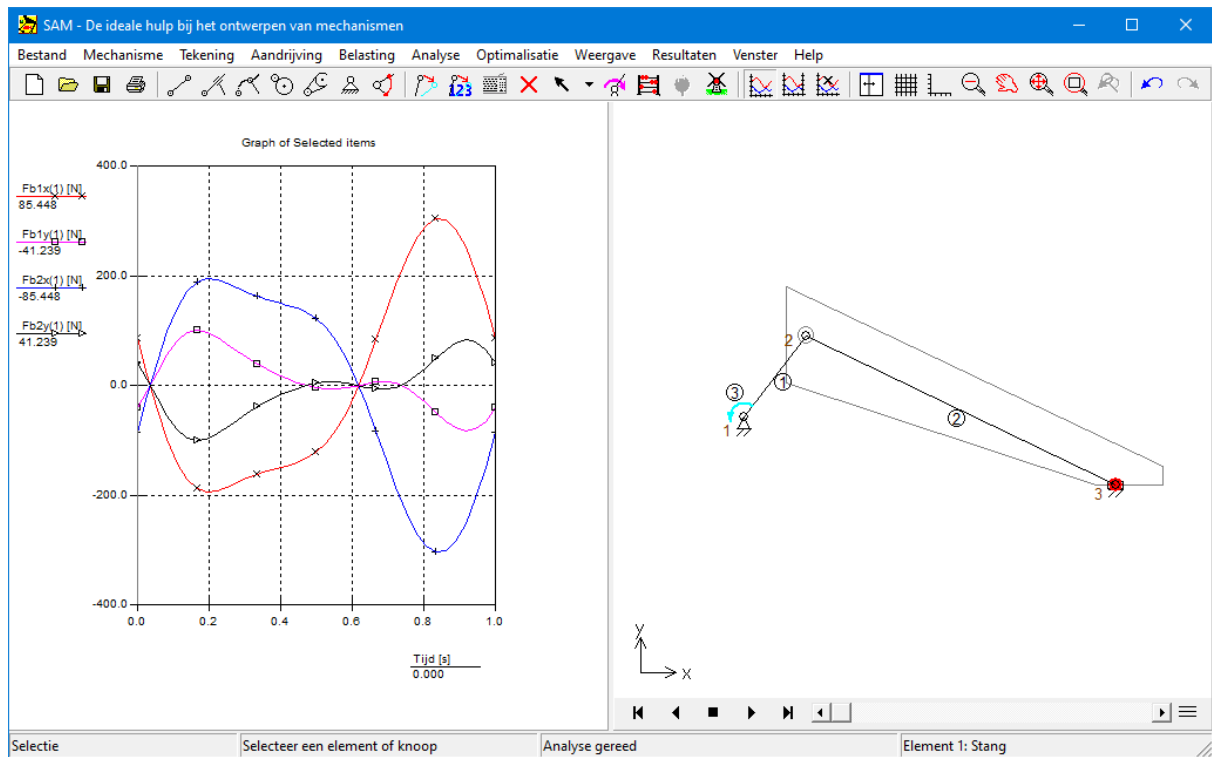 SAM - De ideale hulp bij het ontwerpen van mechanismen
Bestand Mechanisme Tekening Aandrijving Belasting Analyse Optimalisatie Weergave Resultaten Venster Help
123
Graph of Selected items
Fb1x(1) [N]
85.448
Fb1y(1) [N]
-41.239
Fb2x(1) [N]
-85.448
Fb2y(1) [N]
41.239
400.0
200.0
0.0
-200.0
-400.0
0.0 0.2 0.4 0.6 0.8 1.0
Tijd [s]
0.000
2
1
3
2
1
3
y
x
Selectie Selecteer een element of knoop Analyse gereed Element 1: Stang